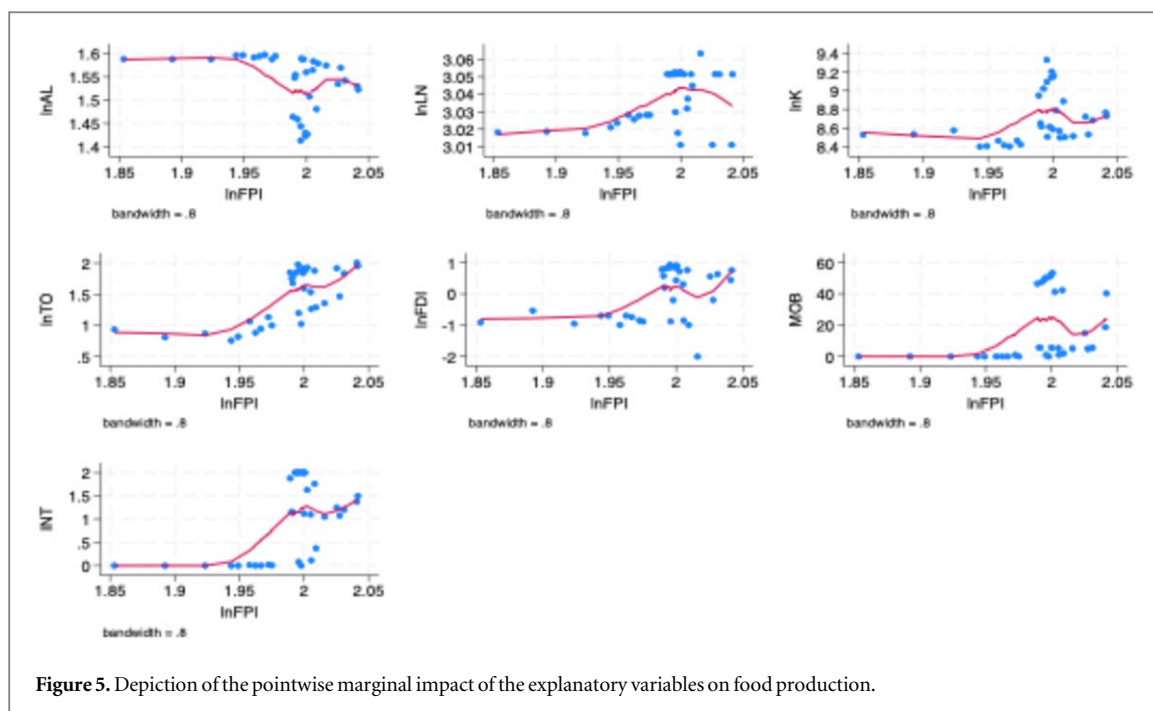 lnAL
1.6
1.55
1.5
1.45
1.4
1.85 1.9 1.95 2 2.05
lnFPI
bandwidth = .8
lnLN
3.06
3.05
3.04
3.03
3.02
3.01
1.85 1.9 1.95 2 2.05
lnFPI
bandwidth = .8
lnK
9.4
9.2
9
8.8
8.6
8.4
1.85 1.9 1.95 2 2.05
lnFPI
bandwidth = .8
lnTO
2
1.5
1
.5
1.85 1.9 1.95 2 2.05
lnFPI
bandwidth = .8
lnFDI
1
0
-1
-2
1.85 1.9 1.95 2 2.05
lnFPI
bandwidth = .8
MOB
60
40
20
0
1.85 1.9 1.95 2 2.05
lnFPI
bandwidth = .8
INT
2
1.5
1
.5
0
1.85 1.9 1.95 2 2.05
lnFPI
bandwidth = .8
Figure 5. Depiction of the pointwise marginal impact of the explanatory variables on food production.